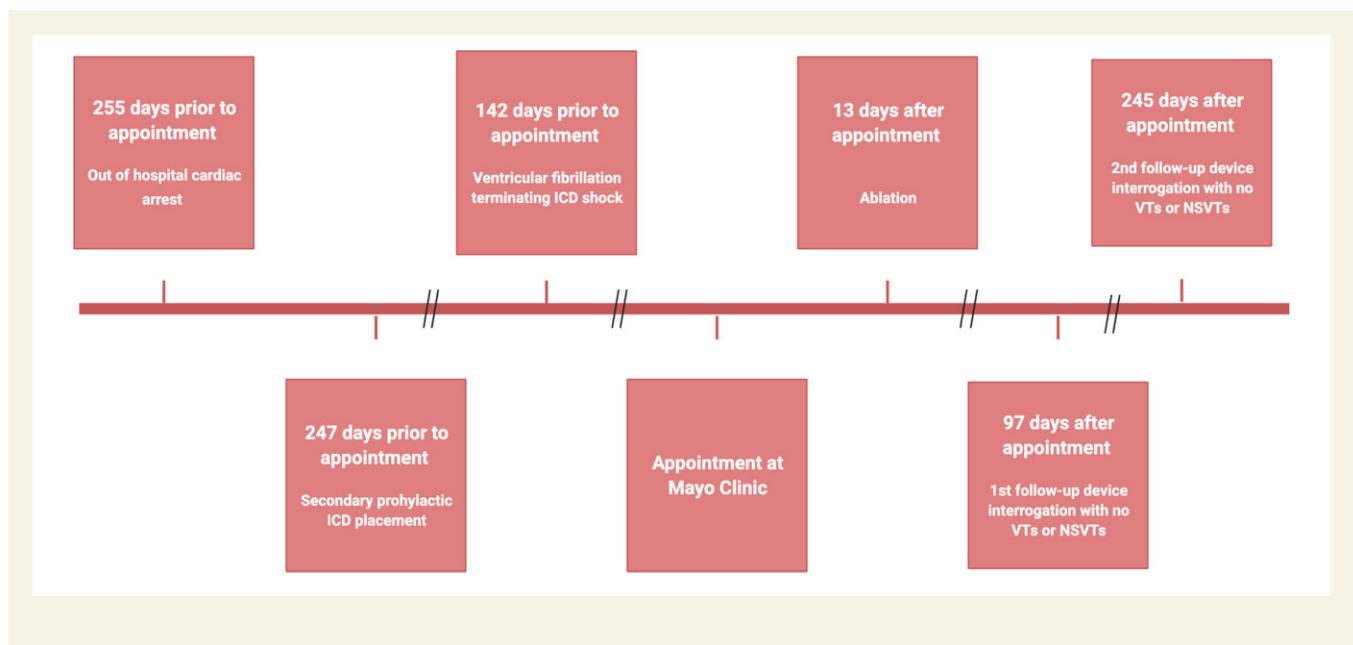 255 days prior to
appointment
Out of hospital cardiac
arrest
247 days prior to
appointment
Secondary prohylactic
ICD placement
142 days prior to
appointment
Ventricular fibrillation
terminating ICD shock
Appointment at
Mayo Clinic
13 days after
appointment
Ablation
97 days after
appointment
1st follow-up device
interrogation with no
VTs or NSVTs
245 days after
appointment
2nd follow-up device
interrogation with no
VTs or NSVTs